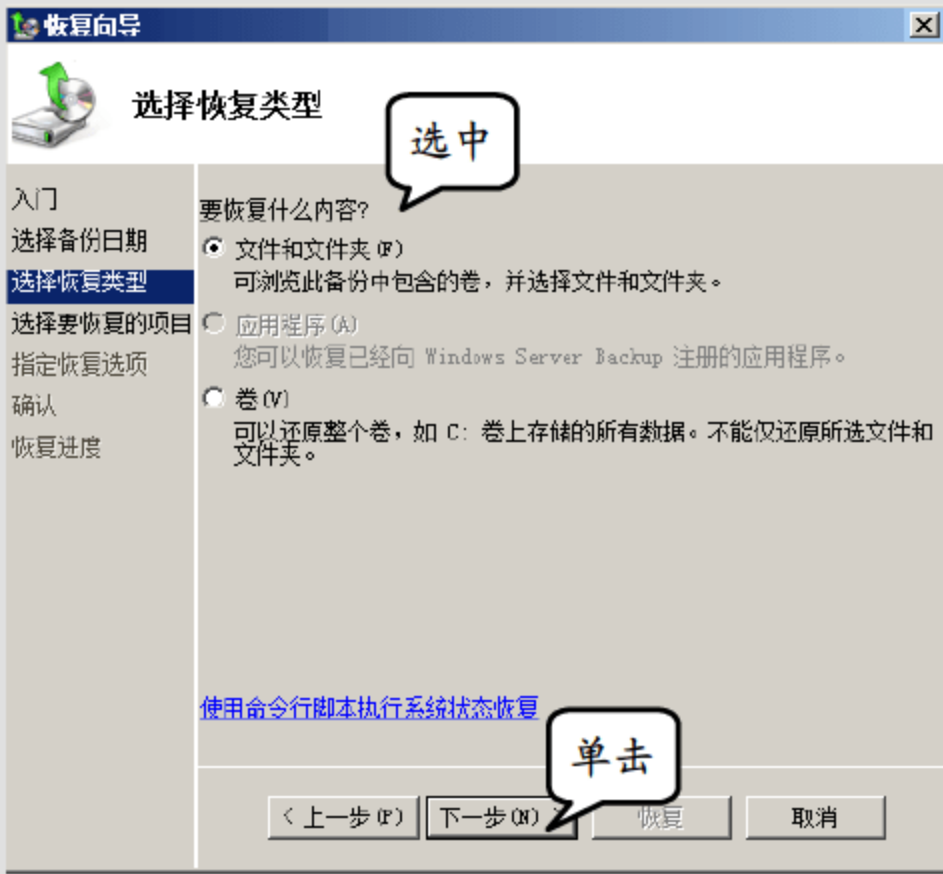 恢复向导
选择恢复类型
选中
入门
选择备份日期
选择恢复类型
选择要恢复的项目
指定恢复选项
确认
恢复进度
要恢复什么内容?
文件和文件夹(F)
可浏览此备份中包含的卷，并选择文件和文件夹。
应用程序(A)
您可以恢复已经向 Windows Server Backup 注册的应用程序。
卷(V)
可以还原整个卷，如 C: 卷上存储的所有数据。不能仅还原所选文件和
文件夹。
使用命令行脚本执行系统状态恢复
单击
< 上一步(P)
下一步(N)
恢复
取消